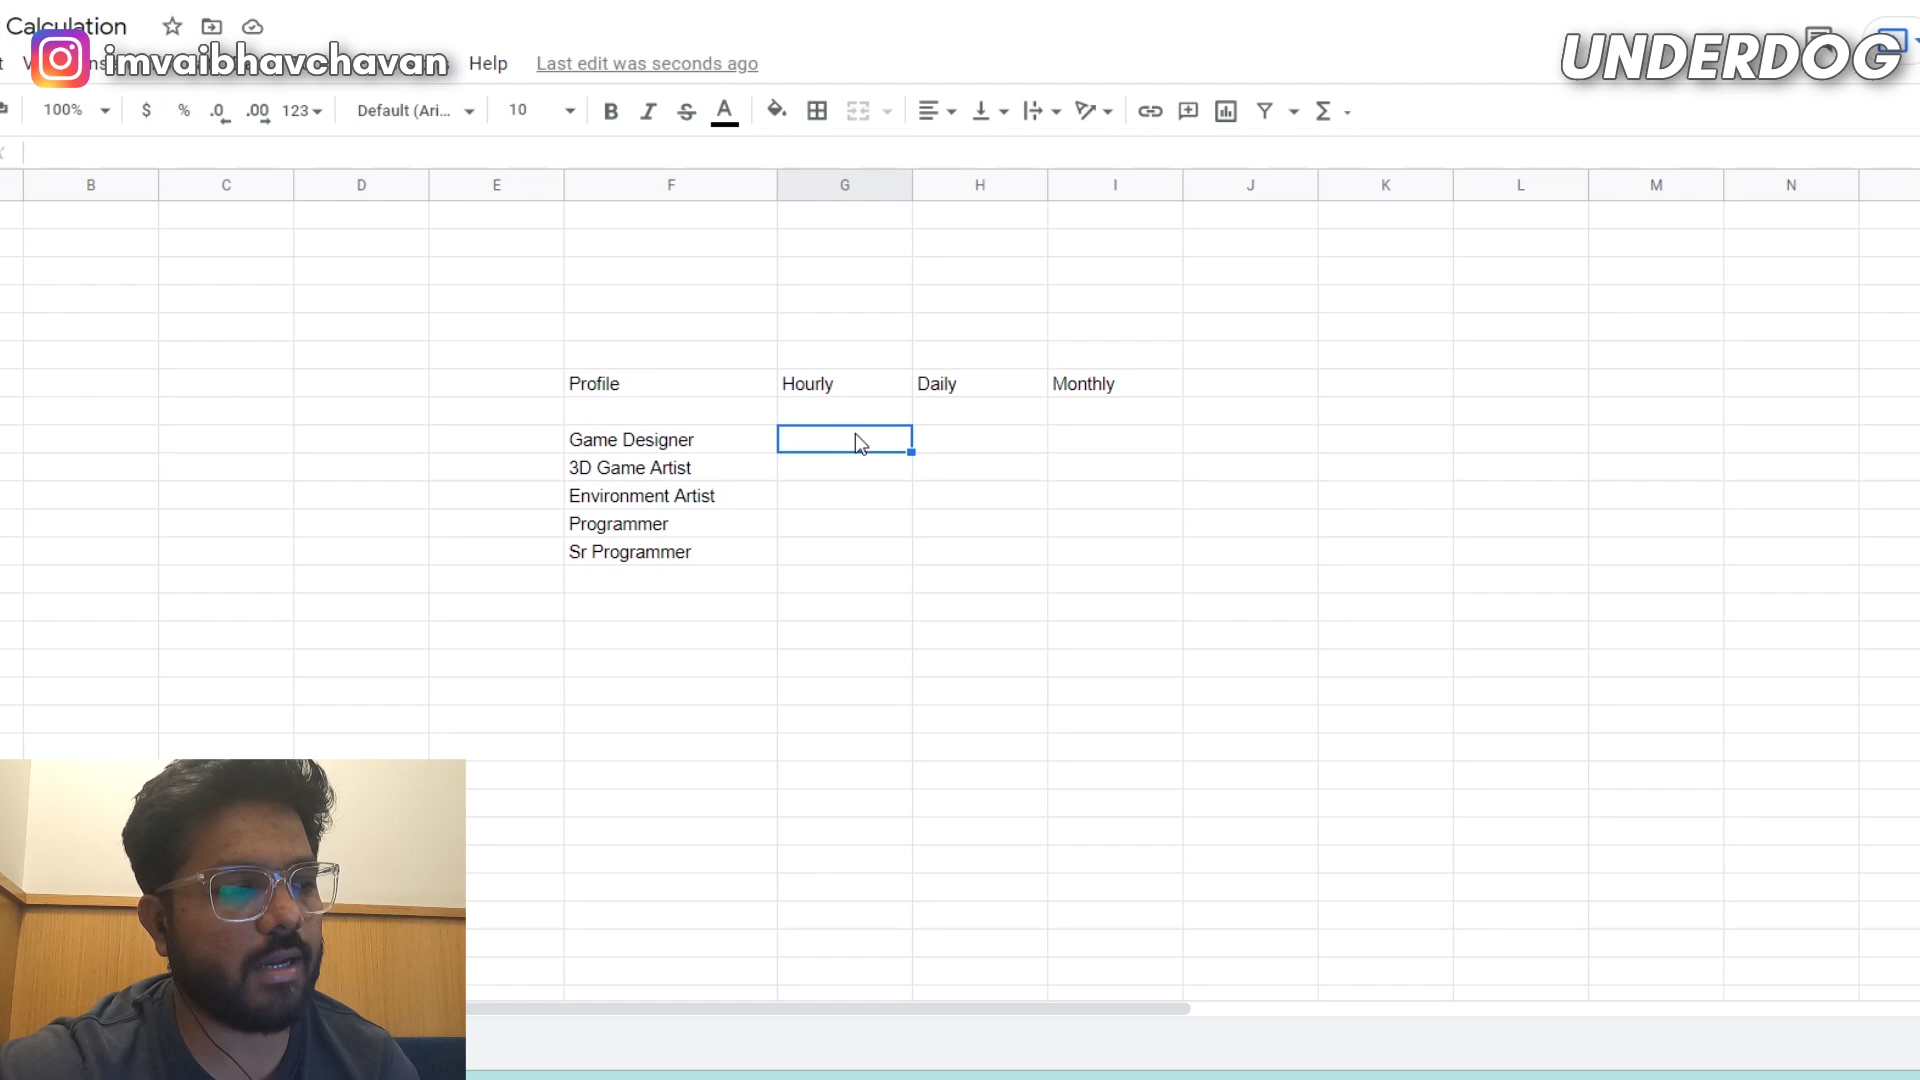 Calculation
imvaibhavchavan
Help
Last edit was seconds ago
UNDERDOG
100%
$
%
.0
.00
123
Default (Ari...
10
B
I
S
A
Σ
B C D E F G H I J K L M N
Profile Hourly Daily Monthly
Game Designer
3D Game Artist
Environment Artist
Programmer
Sr Programmer